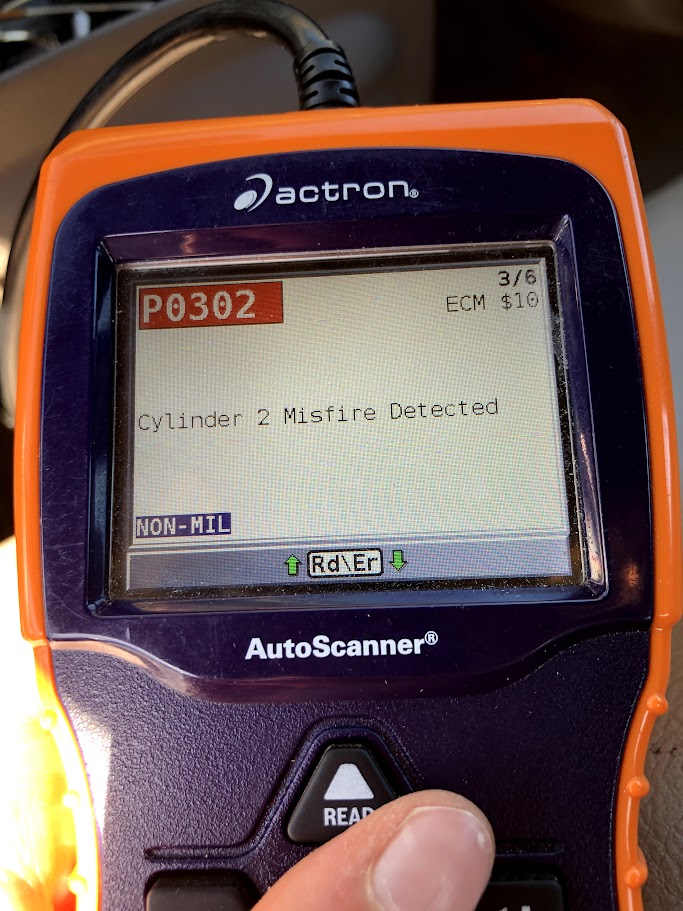 actron®
3/6
P0302
ECM $10
Cylinder 2 Misfire Detected
NON-MIL
Rd\Er
AutoScanner®
READ